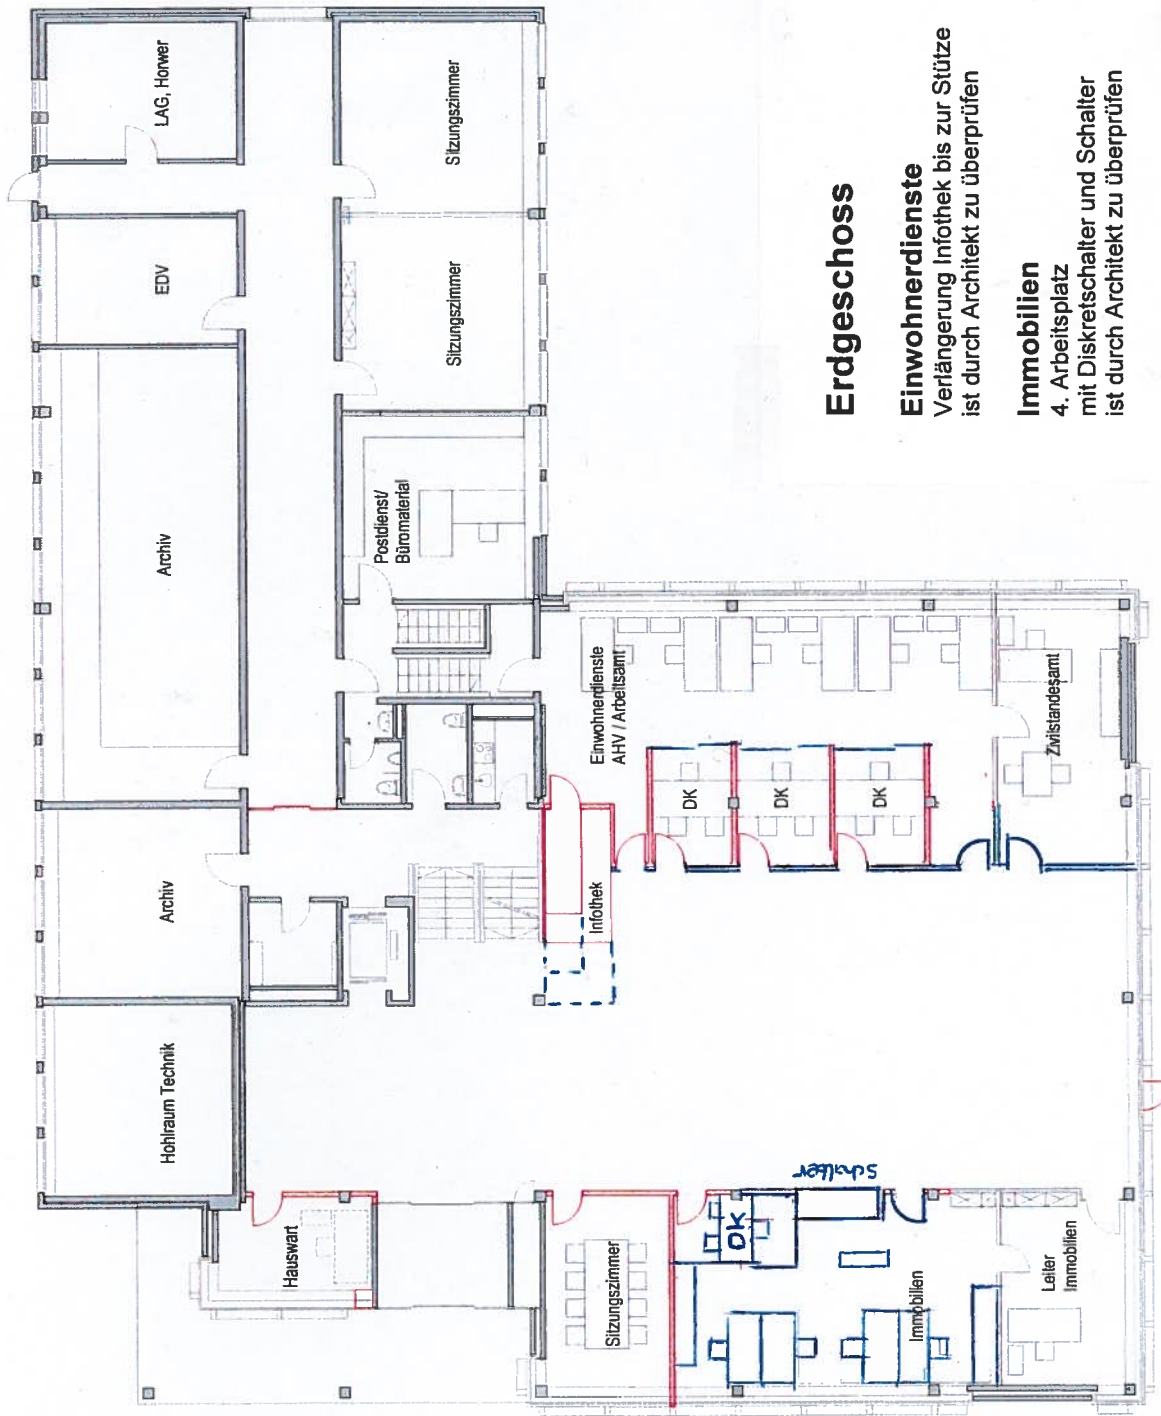 Erdgeschoss
Einwohnerdienste
Verlängerung Infothek bis zur Stütze
ist durch Architekt zu überprüfen
Immobilien
4. Arbeitsplatz
mit Diskretschalter und Schalter
ist durch Architekt zu überprüfen
Hohlraum Technik
Archiv
Archiv
EDV
LAG, Horwer
Hauswart
Sitzungszimmer
Sitzungszimmer
Postdienst/
Büromaterial
Infothek
Einwohnerdienste
AHV / Arbeitsamt
DK
DK
DK
Zivilstandesamt
Sitzungszimmer
DK
Schalter
Immobilien
Leiter
Immobilien